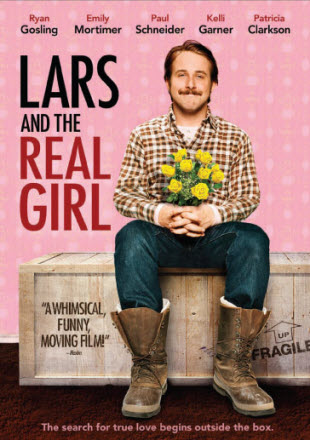 Ryan Gosling
Emily Mortimer
Paul Schneider
Kelli Garner
Patricia Clarkson
LARS
AND THE
REAL
GIRL
"A WHIMSICAL,
FUNNY,
MOVING FILM!"
UP
FRAGILE
The search for true love begins outside the box.